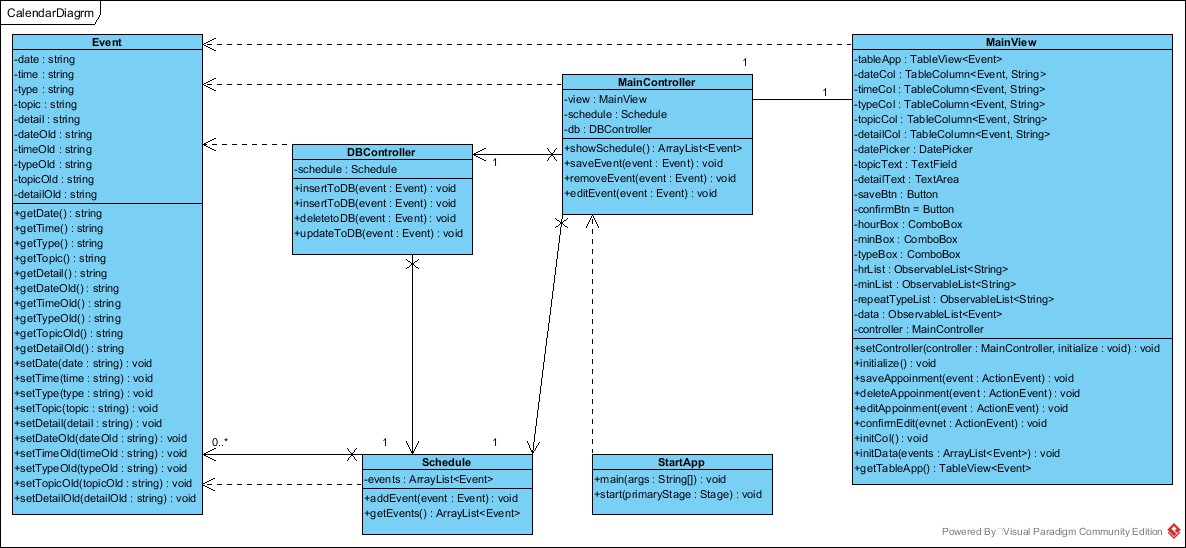 CalendarDiagrm
Event
-date : string
-time : string
-type : string
-topic : string
-detail : string
-dateOld : string
-timeOld : string
-typeOld : string
-topicOld : string
-detailOld : string
+getDate() : string
+getTime() : string
+getType() : string
+getTopic() : string
+getDetail() : string
+getDateOld() : string
+getTimeOld() : string
+getTypeOld() : string
+getTopicOld() : string
+getDetailOld() : string
+setDate(date : string) : void
+setTime(time : string) : void
+setType(type : string) : void
+setTopic(topic : string) : void
+setDetail(detail : string) : void
+setDateOld(dateOld : string) : void
+setTimeOld(timeOld : string) : void
+setTypeOld(typeOld : string) : void
+setTopicOld(topicOld : string) : void
+setDetailOld(detailOld : string) : void
DBController
-schedule : Schedule
+insertToDB(event : Event) : void
+insertToDB(event : Event) : void
+deletetoDB(event : Event) : void
+updateToDB(event : Event) : void
1
MainController
-view : MainView
-schedule : Schedule
-db : DBController
+showSchedule() : ArrayList<Event>
+saveEvent(event : Event) : void
+removeEvent(event : Event) : void
+editEvent(event : Event) : void
1
1
MainView
-tableApp : TableView<Event>
-dateCol : TableColumn<Event, String>
-timeCol : TableColumn<Event, String>
-typeCol : TableColumn<Event, String>
-topicCol : TableColumn<Event, String>
-detailCol : TableColumn<Event, String>
-datePicker : DatePicker
-topicText : TextField
-detailText : TextArea
-saveBtn : Button
-confirmBtn = Button
-hourBox : ComboBox
-minBox : ComboBox
-typeBox : ComboBox
-hrList : ObservableList<String>
-minList : ObservableList<String>
-repeatTypeList : ObservableList<String>
-data : ObservableList<Event>
-controller : MainController
+setController(controller : MainController, initialize : void) : void
+initialize() : void
+saveAppoinment(event : ActionEvent) : void
+deleteAppoinment(event : ActionEvent) : void
+editAppoinment(event : ActionEvent) : void
+confirmEdit(evnet : ActionEvent) : void
+initCol() : void
+initData(events : ArrayList<Event>) : void
+getTableApp() : TableView<Event>
0..*
1
1
Schedule
-events : ArrayList<Event>
+addEvent(event : Event) : void
+getEvents() : ArrayList<Event>
StartApp
+main(args : String[]) : void
+start(primaryStage : Stage) : void
Powered By Visual Paradigm Community Edition